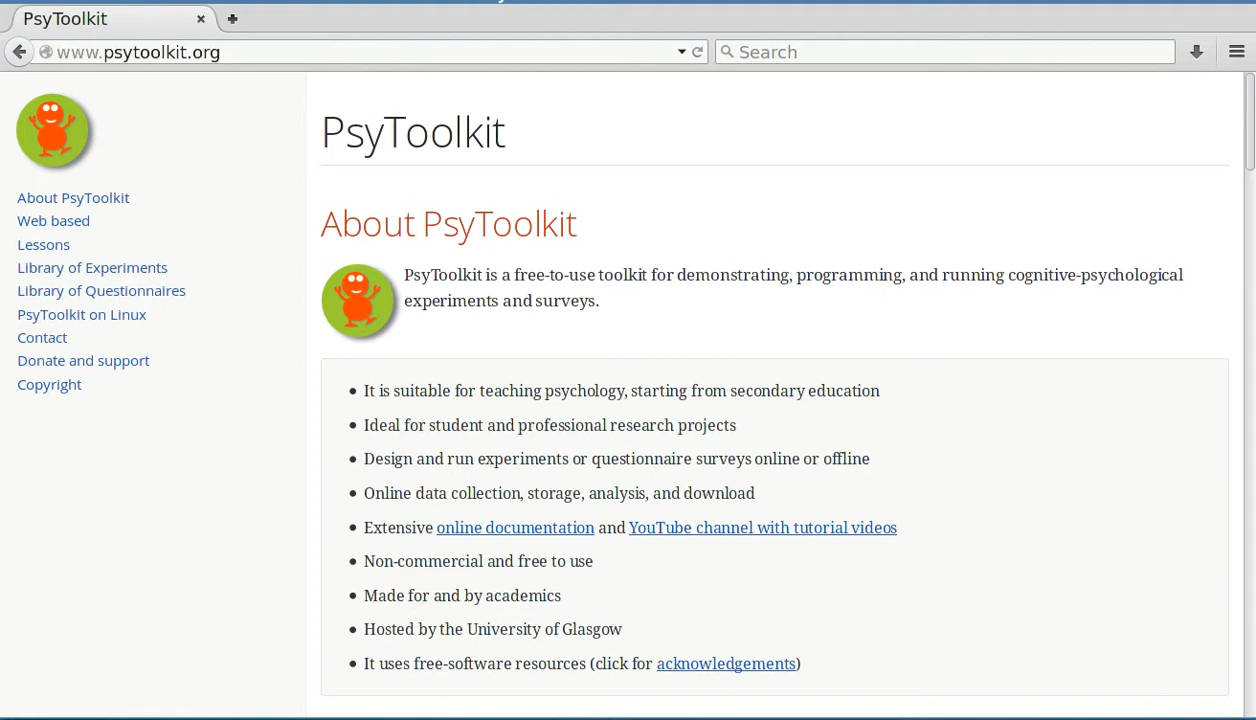 PsyToolkit
www.psytoolkit.org
Search
About PsyToolkit
Web based
Lessons
Library of Experiments
Library of Questionnaires
PsyToolkit on Linux
Contact
Donate and support
Copyright
PsyToolkit
About PsyToolkit
PsyToolkit is a free-to-use toolkit for demonstrating, programming, and running cognitive-psychological
experiments and surveys.
It is suitable for teaching psychology, starting from secondary education
Ideal for student and professional research projects
Design and run experiments or questionnaire surveys online or offline
Online data collection, storage, analysis, and download
Extensive online documentation and YouTube channel with tutorial videos
Non-commercial and free to use
Made for and by academics
Hosted by the University of Glasgow
It uses free-software resources (click for acknowledgements)